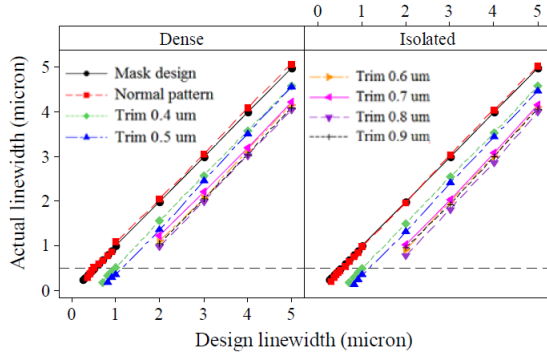 0 1 2 3 4 5
Dense
Isolated
Mask design
Normal pattern
Trim 0.4 um
Trim 0.5 um
Trim 0.6 um
Trim 0.7 um
Trim 0.8 um
Trim 0.9 um
5
4
3
2
1
0
Actual linewidth (micron)
0 1 2 3 4 5
Design linewidth (micron)